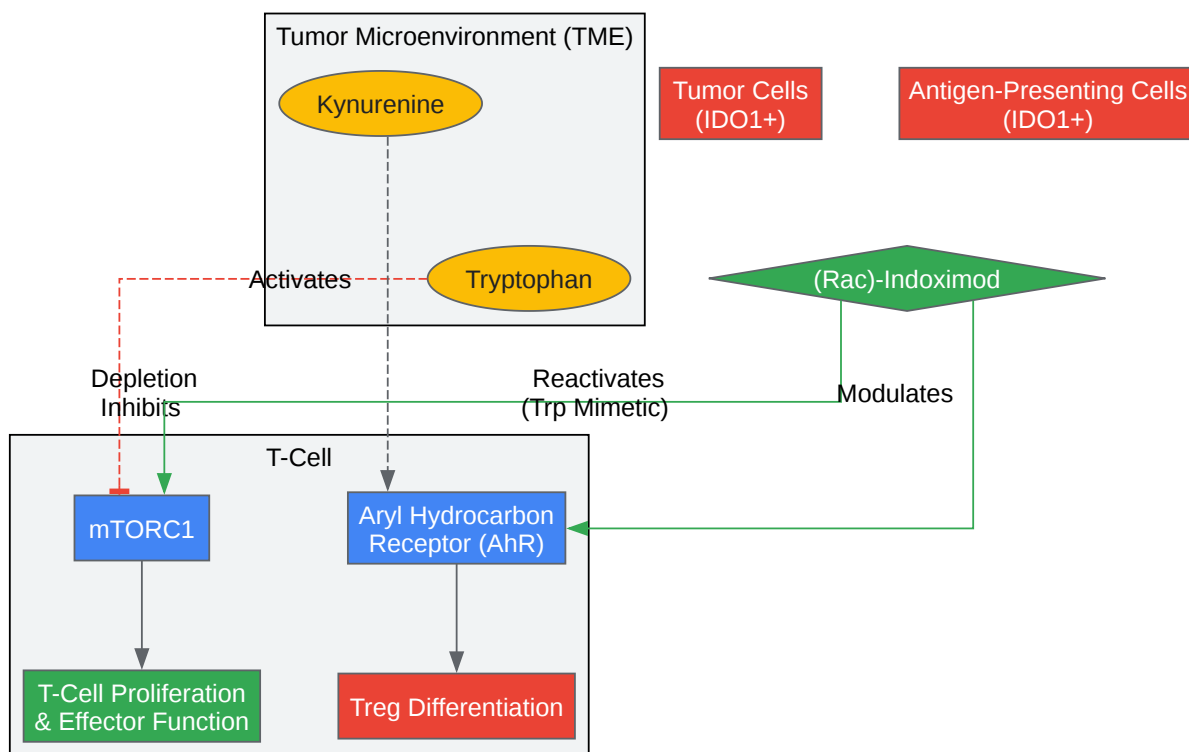 Tumor Microenvironment (TME)
Kynurenine
Tumor Cells
(IDO1+)
Antigen-Presenting Cells
(IDO1+)
Activates
Tryptophan
(Rac)-Indoximod
Depletion
Inhibits
Reactivates
(Trp Mimetic)
Modulates
T-Cell
mTORC1
Aryl Hydrocarbon
Receptor (AhR)
T-Cell Proliferation
& Effector Function
Treg Differentiation